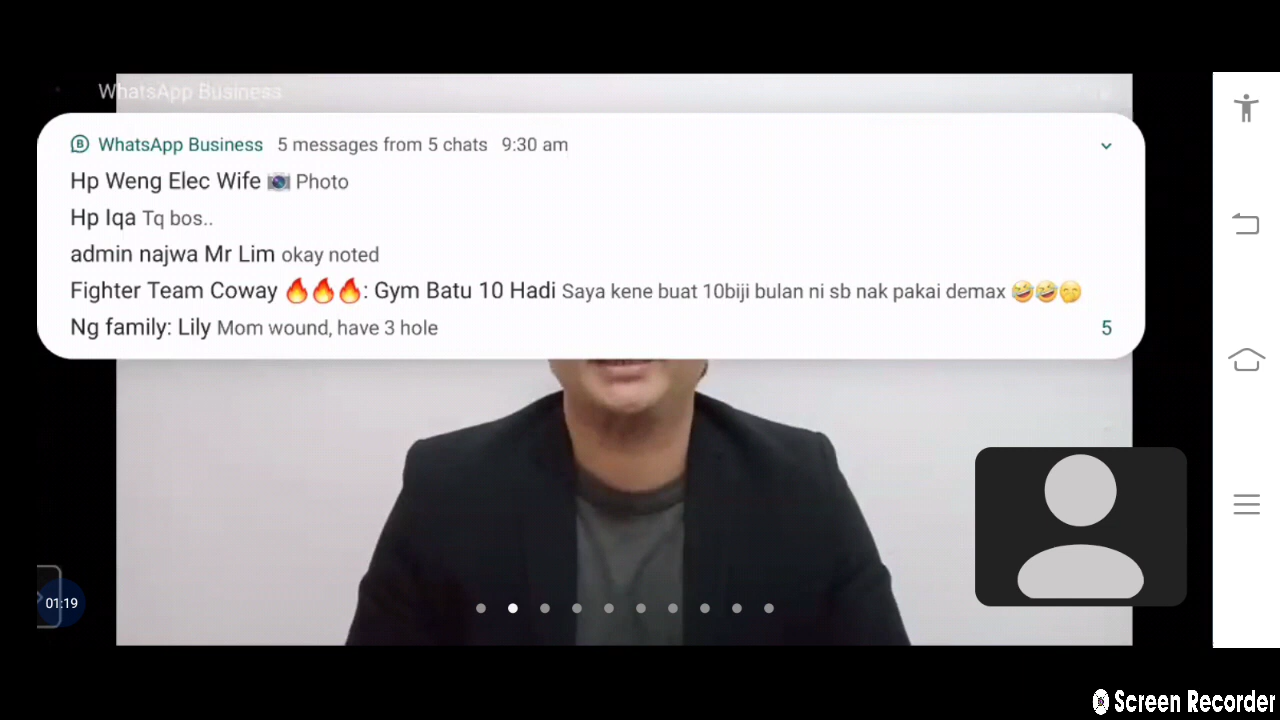 WhatsApp Business
WhatsApp Business 5 messages from 5 chats 9:30 am
Hp Weng Elec Wife 📷 Photo
Hp Iqa Tq bos..
admin najwa Mr Lim okay noted
Fighter Team Coway 🔥🔥🔥: Gym Batu 10 Hadi Saya kene buat 10biji bulan ni sb nak pakai demax 🤣🤣🤭
Ng family: Lily Mom wound, have 3 hole 5
01:19
Screen Recorder